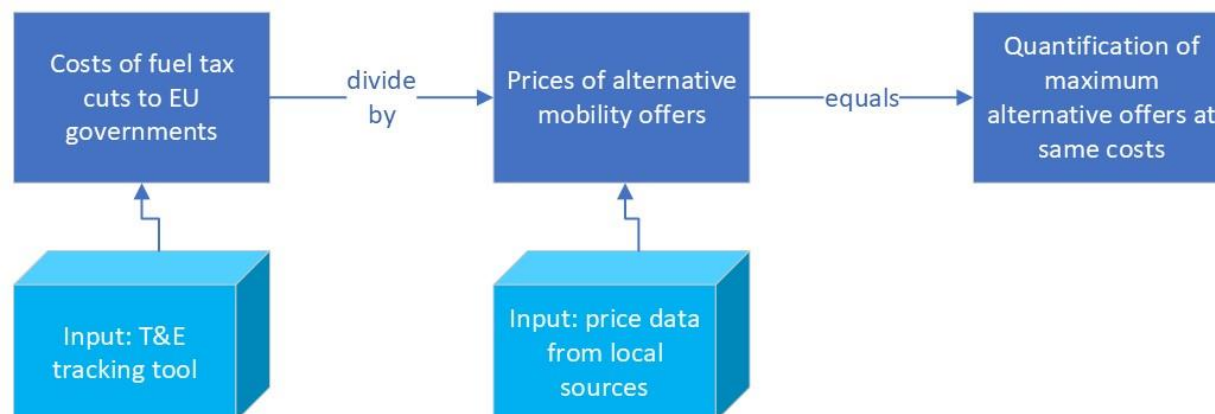 Costs of fuel tax
cuts to EU
governments
divide
by
Prices of alternative
mobility offers
equals
Quantification of
maximum
alternative offers at
same costs
Input: T&E
tracking tool
Input: price data
from local
sources